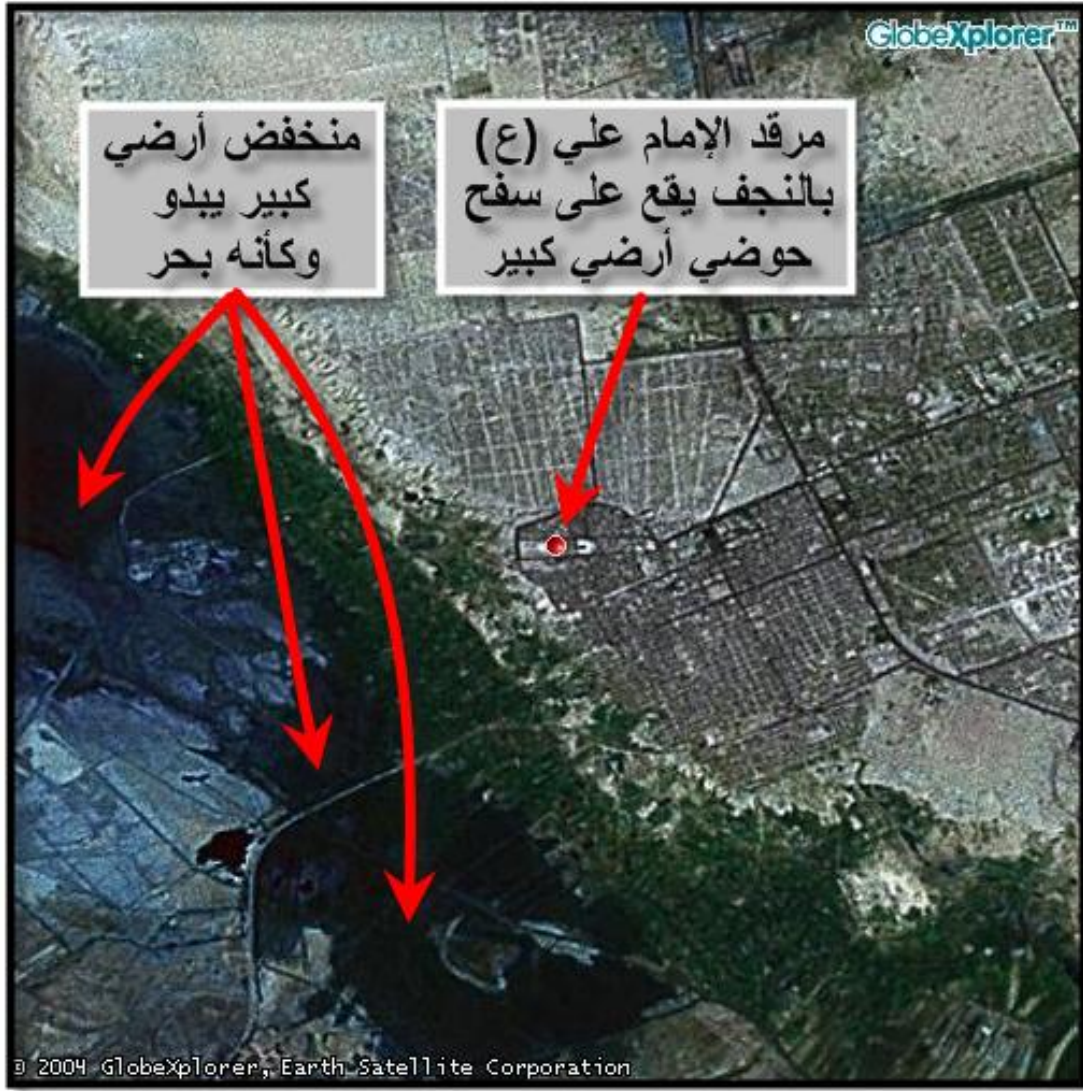 GlobeXplorer™
مرقد الإمام علي (ع)
بالنجف يقع على سفح
حوضي أرضي كبير
منخفض أرضي
كبير يبدو
وكأنه بحر
© 2004 GlobeXplorer, Earth Satellite Corporation